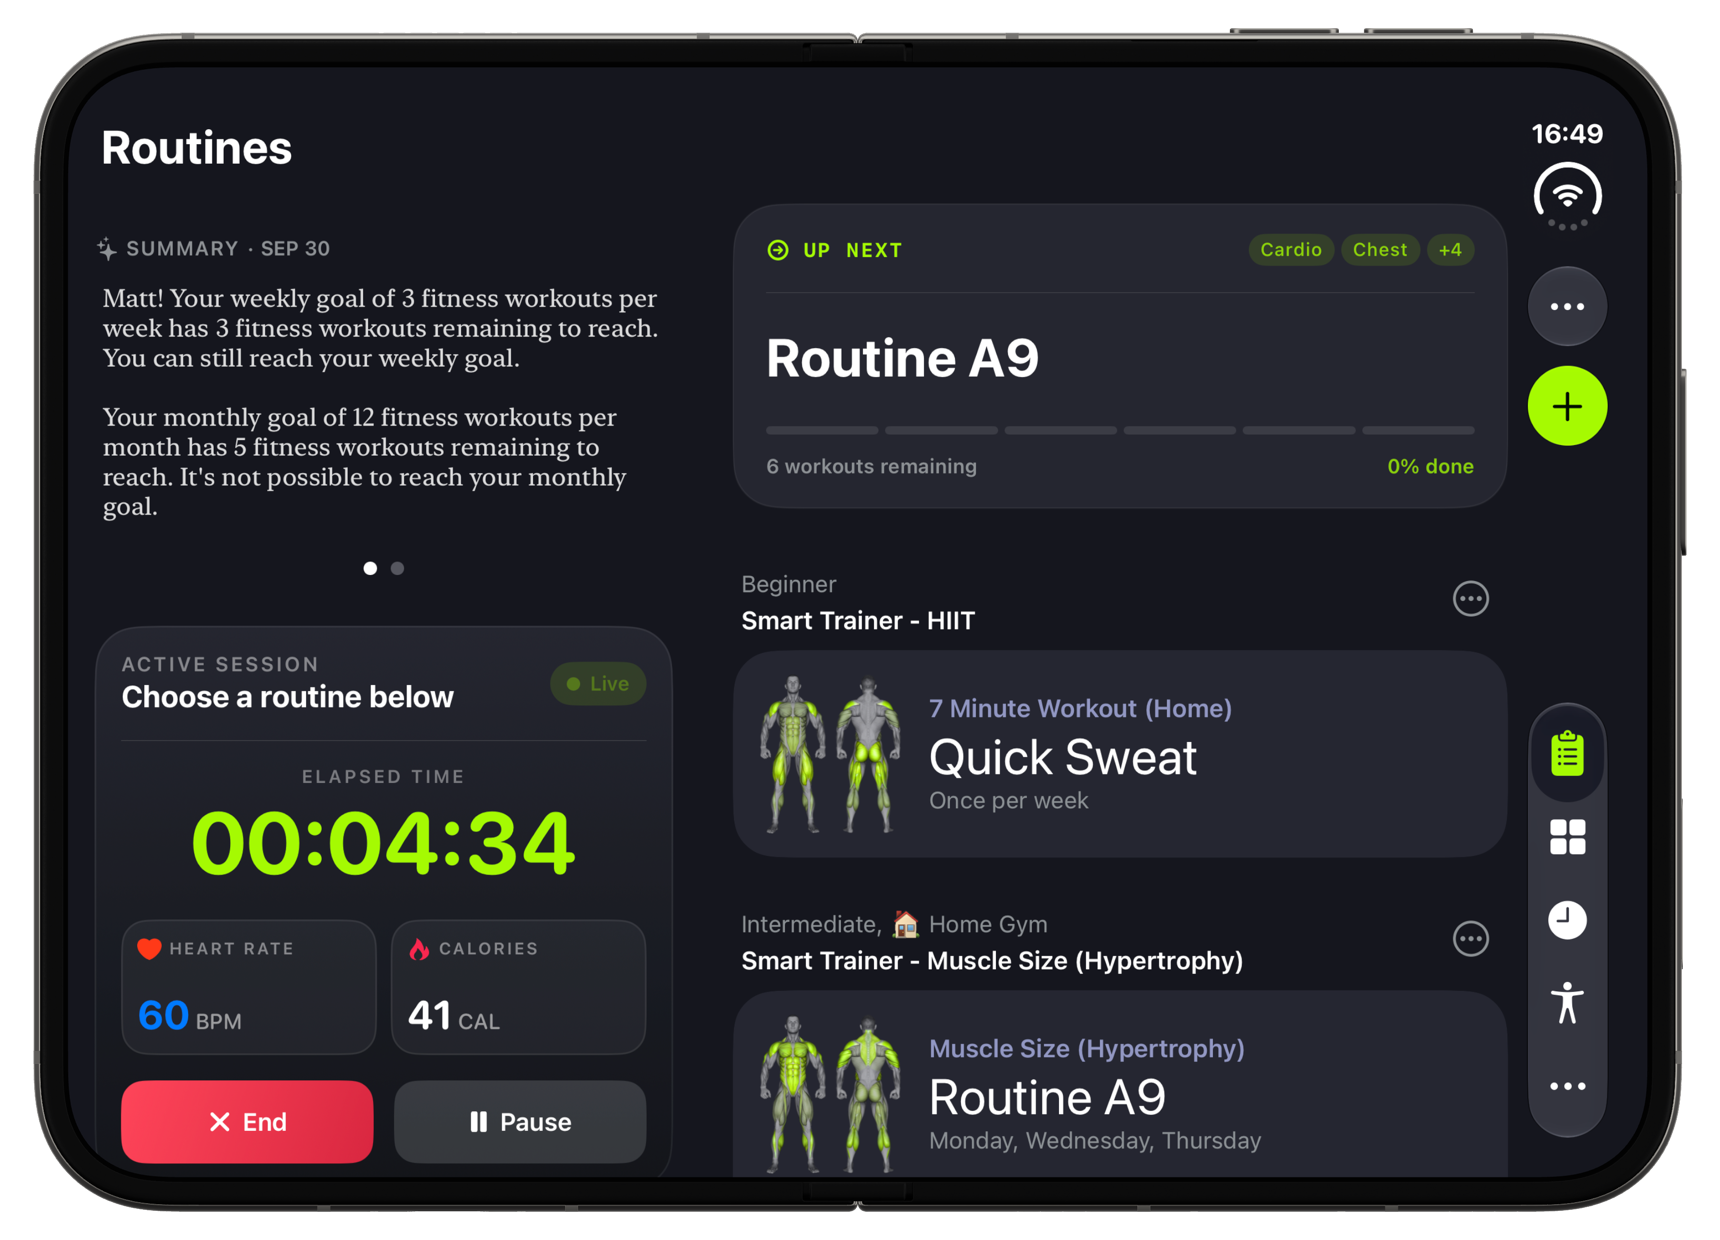 Routines
16:49
SUMMARY · SEP 30
Matt! Your weekly goal of 3 fitness workouts per
week has 3 fitness workouts remaining to reach.
You can still reach your weekly goal.
Your monthly goal of 12 fitness workouts per
month has 5 fitness workouts remaining to
reach. It's not possible to reach your monthly
goal.
ACTIVE SESSION
Choose a routine below
Live
ELAPSED TIME
00:04:34
HEART RATE
60 BPM
CALORIES
41 CAL
End
Pause
UP NEXT
Cardio
Chest
+4
Routine A9
6 workouts remaining
0% done
Beginner
Smart Trainer - HIIT
7 Minute Workout (Home)
Quick Sweat
Once per week
Intermediate, 🏠 Home Gym
Smart Trainer - Muscle Size (Hypertrophy)
Muscle Size (Hypertrophy)
Routine A9
Monday, Wednesday, Thursday